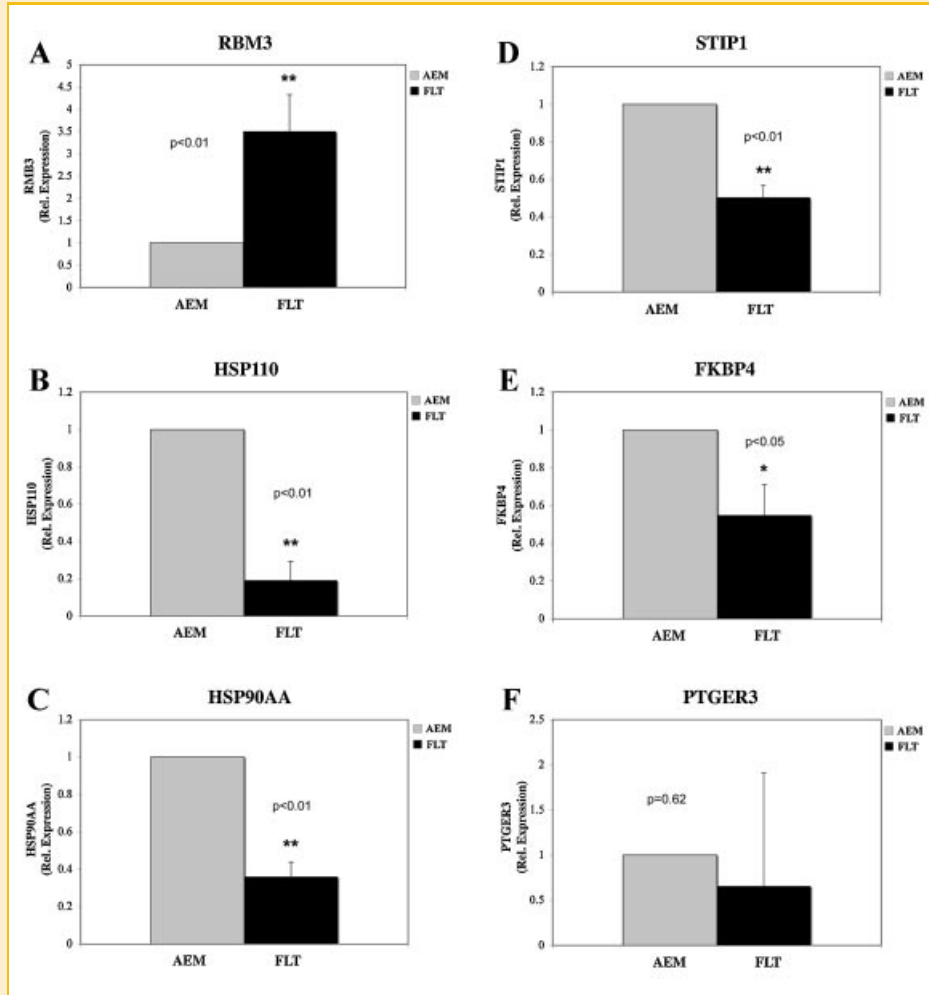 A
RBM3
5
4.5
4
3.5
3
2.5
2
1.5
1
0.5
0
RMB3
(Rel. Expression)
p<0.01
**
AEM
FLT
AEM
FLT
B
HSP110
1.2
1
0.8
0.6
0.4
0.2
0
HSP110
(Rel. Expression)
p<0.01
**
AEM
FLT
AEM
FLT
C
HSP90AA
1.2
1
0.8
0.6
0.4
0.2
0
HSP90AA
(Rel. Expression)
p<0.01
**
AEM
FLT
AEM
FLT
D
STIP1
1.2
1
0.8
0.6
0.4
0.2
0
STIP1
(Rel. Expression)
p<0.01
**
AEM
FLT
AEM
FLT
E
FKBP4
1.2
1
0.8
0.6
0.4
0.2
0
FKBP4
(Rel. Expression)
p<0.05
*
AEM
FLT
AEM
FLT
F
PTGER3
2.5
2
1.5
1
0.5
0
PTGER3
(Rel. Expression)
p=0.62
AEM
FLT
AEM
FLT